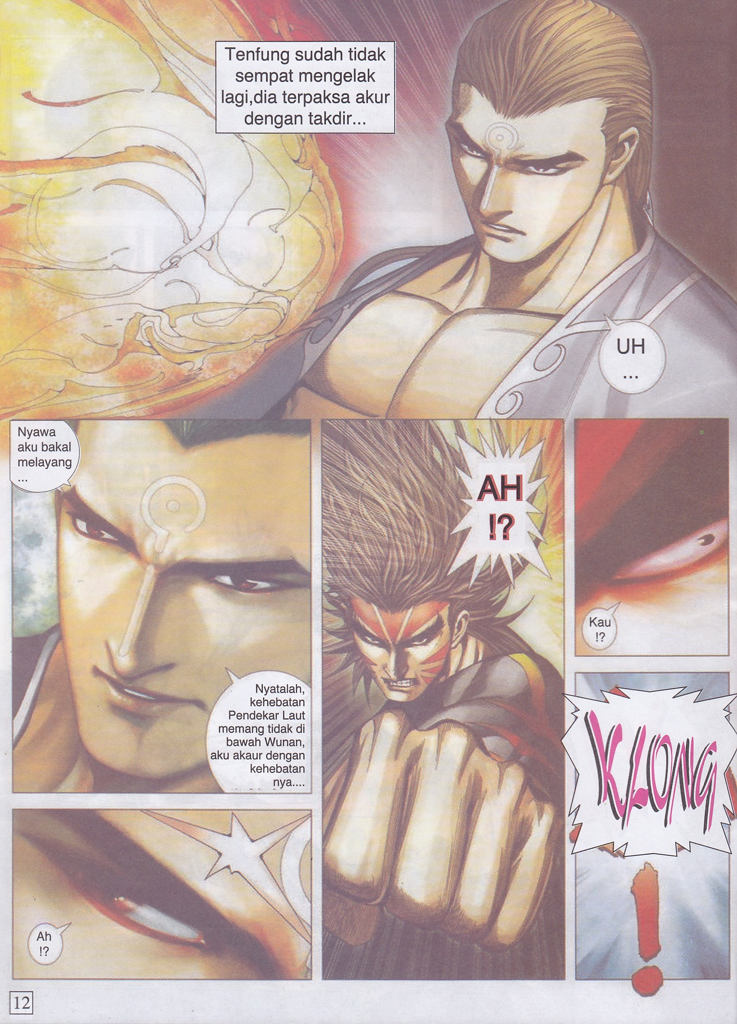 Tenfung sudah tidak
sempat mengelak
lagi,dia terpaksa akur
dengan takdir...
UH
...
Nyawa
aku bakal
melayang
...
Nyatalah,
kehebatan
Pendekar Laut
memang tidak di
bawah Wunan,
aku akaur dengan
kehebatan
nya....
Ah
!?
AH
!?
Kau
!?
KLONG
!
12